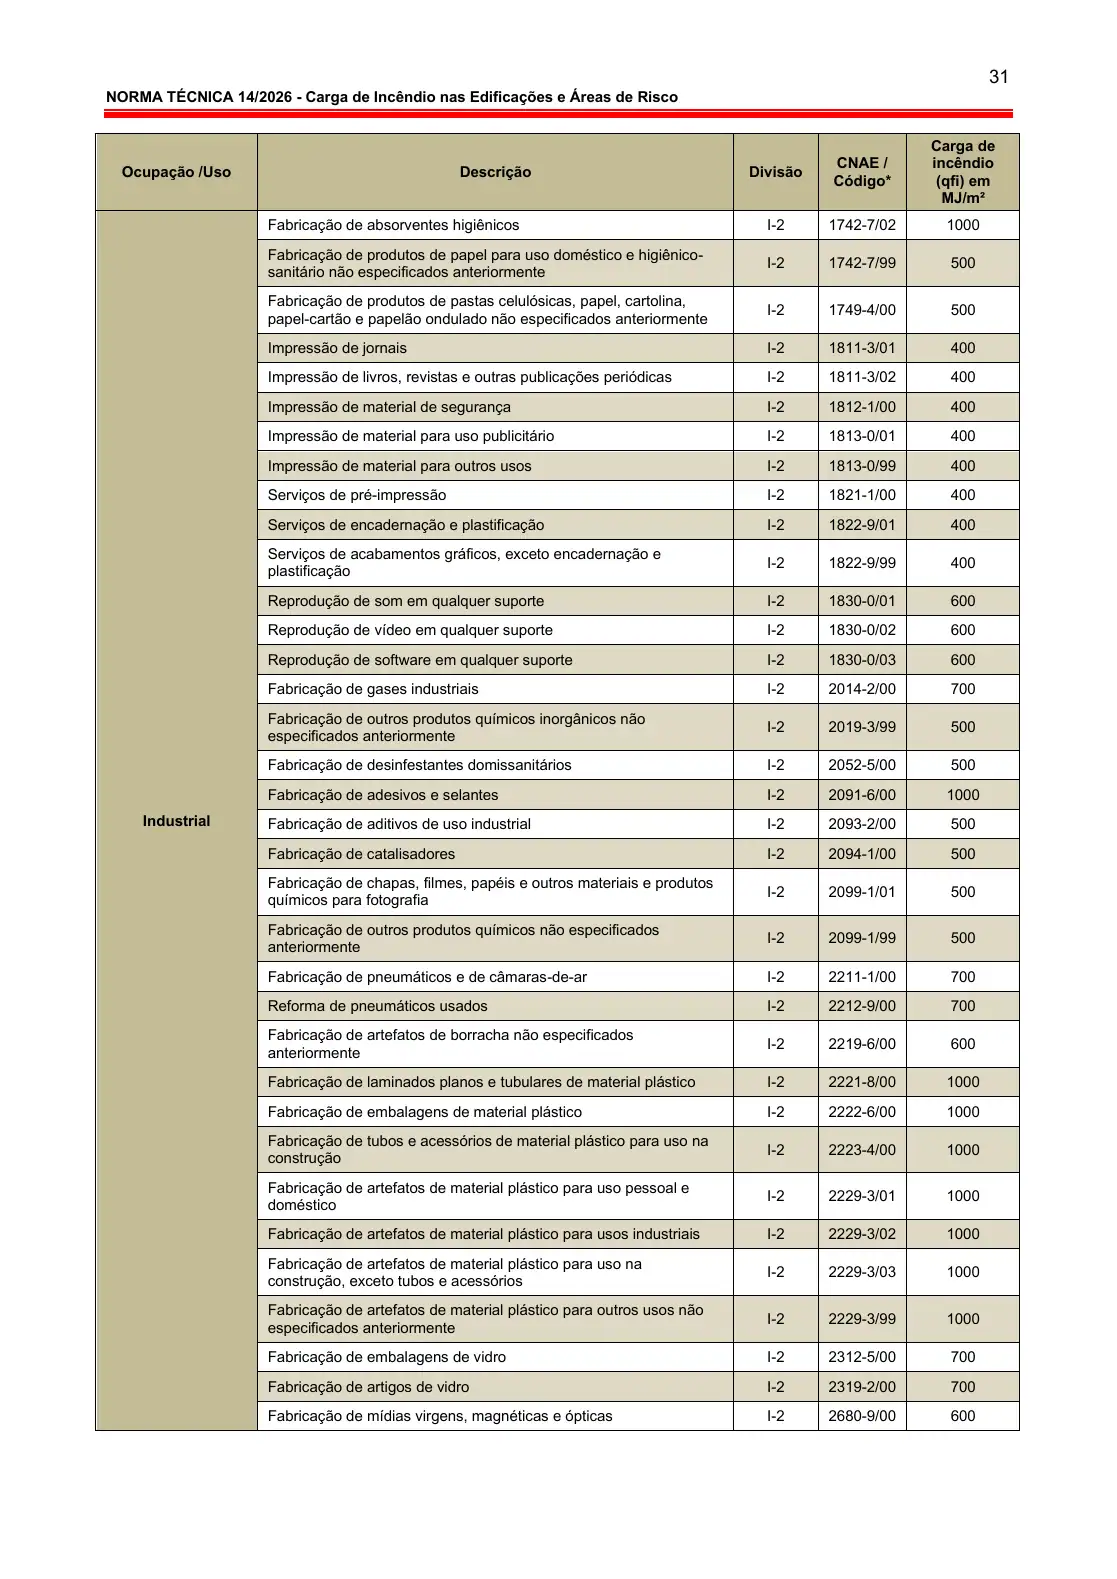 31
NORMA TÉCNICA 14/2026 - Carga de Incêndio nas Edificações e Áreas de Risco
Ocupação /Uso Descrição Divisão CNAE / Código* Carga de incêndio (qfi) em MJ/m²
Industrial
Fabricação de absorventes higiênicos I-2 1742-7/02 1000
Fabricação de produtos de papel para uso doméstico e higiênico-
sanitário não especificados anteriormente I-2 1742-7/99 500
Fabricação de produtos de pastas celulósicas, papel, cartolina,
papel-cartão e papelão ondulado não especificados anteriormente I-2 1749-4/00 500
Impressão de jornais I-2 1811-3/01 400
Impressão de livros, revistas e outras publicações periódicas I-2 1811-3/02 400
Impressão de material de segurança I-2 1812-1/00 400
Impressão de material para uso publicitário I-2 1813-0/01 400
Impressão de material para outros usos I-2 1813-0/99 400
Serviços de pré-impressão I-2 1821-1/00 400
Serviços de encadernação e plastificação I-2 1822-9/01 400
Serviços de acabamentos gráficos, exceto encadernação e
plastificação I-2 1822-9/99 400
Reprodução de som em qualquer suporte I-2 1830-0/01 600
Reprodução de vídeo em qualquer suporte I-2 1830-0/02 600
Reprodução de software em qualquer suporte I-2 1830-0/03 600
Fabricação de gases industriais I-2 2014-2/00 700
Fabricação de outros produtos químicos inorgânicos não
especificados anteriormente I-2 2019-3/99 500
Fabricação de desinfestantes domissanitários I-2 2052-5/00 500
Fabricação de adesivos e selantes I-2 2091-6/00 1000
Fabricação de aditivos de uso industrial I-2 2093-2/00 500
Fabricação de catalisadores I-2 2094-1/00 500
Fabricação de chapas, filmes, papéis e outros materiais e produtos
químicos para fotografia I-2 2099-1/01 500
Fabricação de outros produtos químicos não especificados
anteriormente I-2 2099-1/99 500
Fabricação de pneumáticos e de câmaras-de-ar I-2 2211-1/00 700
Reforma de pneumáticos usados I-2 2212-9/00 700
Fabricação de artefatos de borracha não especificados
anteriormente I-2 2219-6/00 600
Fabricação de laminados planos e tubulares de material plástico I-2 2221-8/00 1000
Fabricação de embalagens de material plástico I-2 2222-6/00 1000
Fabricação de tubos e acessórios de material plástico para uso na
construção I-2 2223-4/00 1000
Fabricação de artefatos de material plástico para uso pessoal e
doméstico I-2 2229-3/01 1000
Fabricação de artefatos de material plástico para usos industriais I-2 2229-3/02 1000
Fabricação de artefatos de material plástico para uso na
construção, exceto tubos e acessórios I-2 2229-3/03 1000
Fabricação de artefatos de material plástico para outros usos não
especificados anteriormente I-2 2229-3/99 1000
Fabricação de embalagens de vidro I-2 2312-5/00 700
Fabricação de artigos de vidro I-2 2319-2/00 700
Fabricação de mídias virgens, magnéticas e ópticas I-2 2680-9/00 600